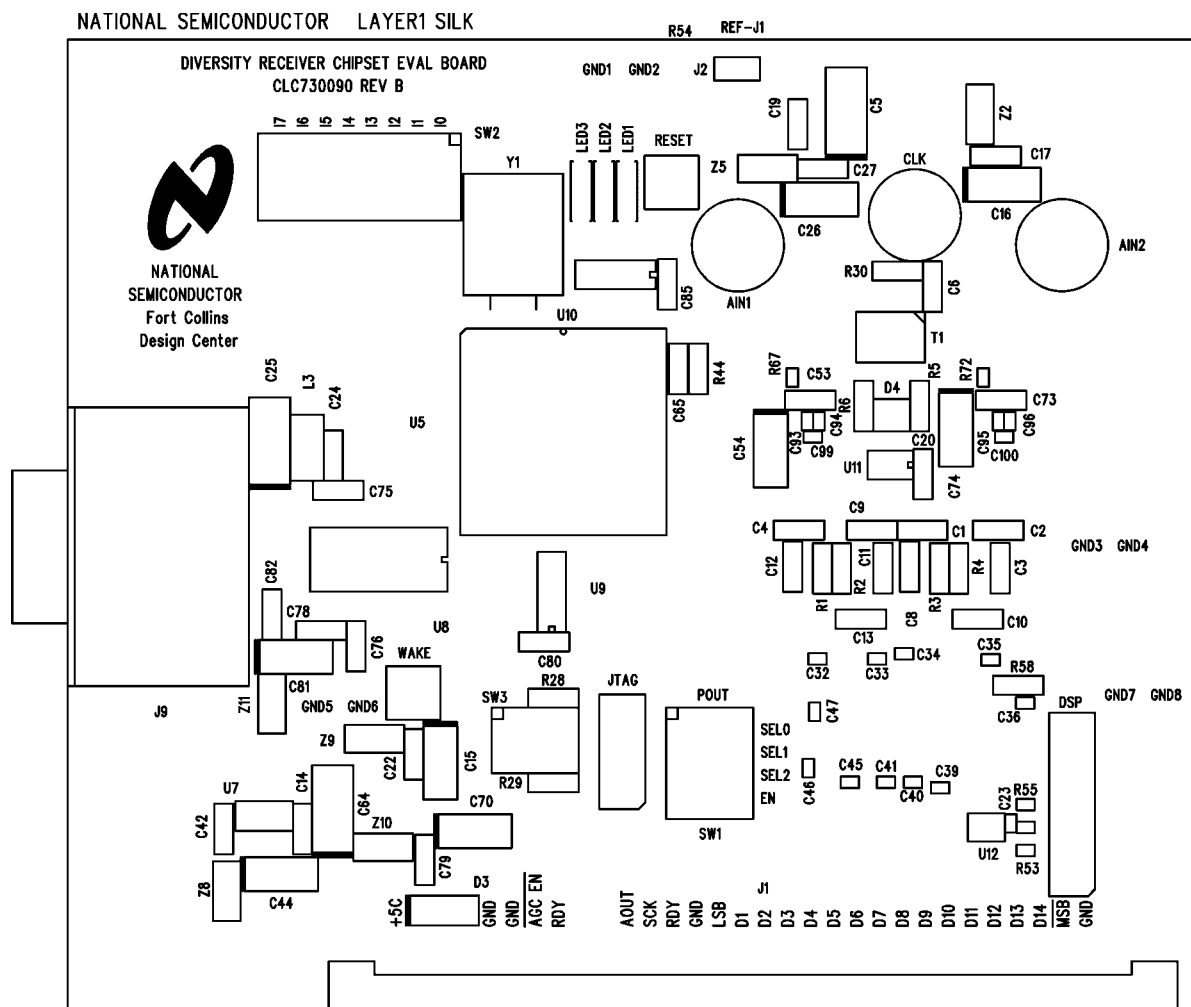 NATIONAL SEMICONDUCTOR LAYER1 SILK
R54 REF-J1
DIVERSITY RECEIVER CHIPSET EVAL BOARD
CLC730090 REV B
GND1 GND2 J2
C19
C5
Z2
I7 I6 I5 I4 I3 I2 I1 I0
SW2
LED3 LED2 LED1
RESET
Y1
Z5
C27
CLK
C17
C26
C16
AIN2
NATIONAL
SEMICONDUCTOR
Fort Collins
Design Center
R30
C6
C85
AIN1
U10
T1
C25
L3
C24
U5
C65
R44
R67
C53
R6
D4
R5
R72
C73
C54
C93
C94
C99
C20
U11
C74
C95
C96
C100
C75
C4
C9
C1
C2
GND3 GND4
C12
R1
R2
C11
C8
R3
R4
C3
C82
C78
C76
U8
U9
C80
C13
C10
C32
C33
C34
C35
R58
C36
WAKE
C81
Z11
J9
GND5 GND6
R28
SW3
R29
JTAG
POUT
C47
SEL0
SEL1
SEL2
EN
SW1
DSP
GND7 GND8
Z9
C22
C15
C46
C45
C41
C40
C39
U7
C42
C14
C64
Z10
C70
C79
C23
R55
U12
R53
Z8
C44
D3
J1
+5C GND GND AGC EN RDY
AOUT SCK RDY GND LSB D1 D2 D3 D4 D5 D6 D7 D8 D9 D10 D11 D12 D13 D14 MSB GND